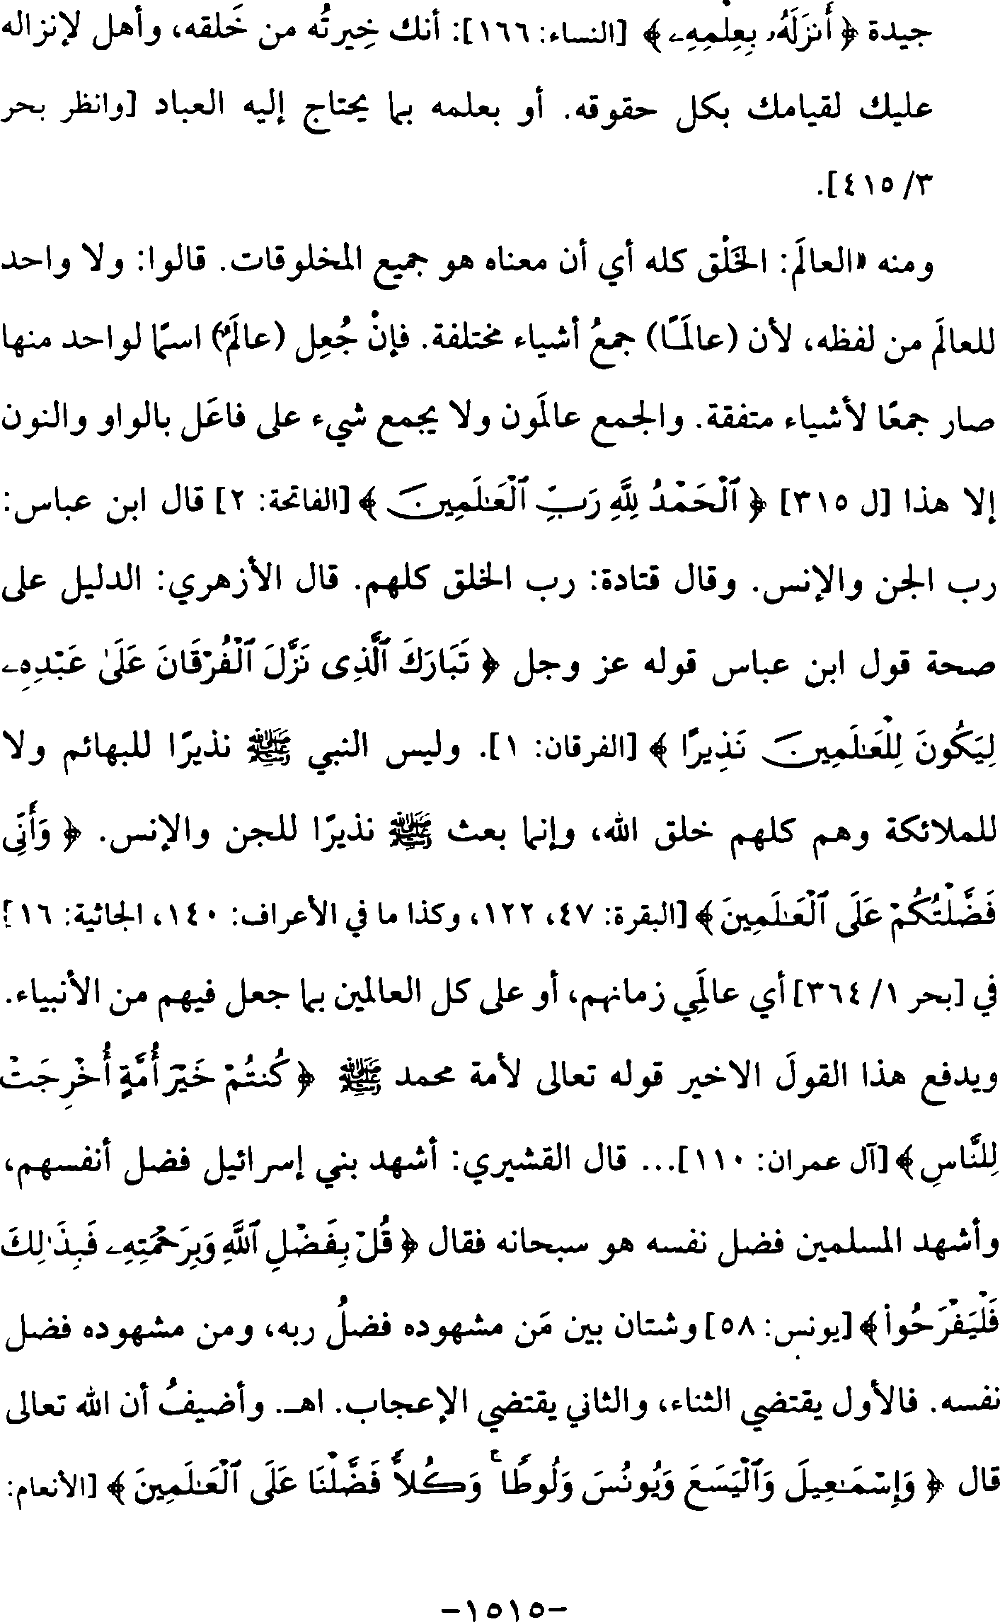 جيدة ﴿أَنزَلَهُۥ بِعِلْمِهِۦ﴾ [النساء: ١٦٦]: أنك خِيرتُه من خَلقه، وأهل لإنزاله
عليك لقيامك بكل حقوقه. أو بعلمه بما يحتاج إليه العباد [وانظر بحر
٣/ ٤١٥].
ومنه «العالَم: الخَلْق كله أي أن معناه هو جميع المخلوقات. قالوا: ولا واحد
للعالَم من لفظه، لأن (عالَمًا) جمعُ أشياء مختلفة. فإنْ جُعِل (عالَمٌ) اسمًا لواحد منها
صار جمعًا لأشياء متفقة. والجمع عالَمون ولا يجمع شيء على فاعَل بالواو والنون
إلا هذا [ل ٣١٥] ﴿ٱلْحَمْدُ لِلَّهِ رَبِّ ٱلْعَـٰلَمِينَ﴾ [الفاتحة: ٢] قال ابن عباس:
رب الجن والإنس. وقال قتادة: رب الخلق كلهم. قال الأزهري: الدليل على
صحة قول ابن عباس قوله عز وجل ﴿تَبَارَكَ ٱلَّذِى نَزَّلَ ٱلْفُرْقَانَ عَلَىٰ عَبْدِهِۦ
لِيَكُونَ لِلْعَـٰلَمِينَ نَذِيرًا﴾ [الفرقان: ١]. وليس النبي ﷺ نذيرًا للبهائم ولا
للملائكة وهم كلهم خلق الله، وإنما بعث ﷺ نذيرًا للجن والإنس. ﴿وَأَنِّى
فَضَّلْتُكُمْ عَلَى ٱلْعَـٰلَمِينَ﴾ [البقرة: ٤٧، ١٢٢، وكذا ما في الأعراف: ١٤٠، الجاثية: ١٦]
في [بحر ١/ ٣٦٤] أي عالَمِي زمانهم، أو على كل العالمين بما جعل فيهم من الأنبياء.
ويدفع هذا القولَ الاخير قوله تعالى لأمة محمد ﷺ ﴿كُنتُمْ خَيْرَ أُمَّةٍ أُخْرِجَتْ
لِلنَّاسِ﴾ [آل عمران: ١١٠]... قال القشيري: أشهد بني إسرائيل فضل أنفسهم،
وأشهد المسلمين فضل نفسه هو سبحانه فقال ﴿قُلْ بِفَضْلِ ٱللَّهِ وَبِرَحْمَتِهِۦ فَبِذَٰلِكَ
فَلْيَفْرَحُوا۟﴾ [يونس: ٥٨] وشتان بين مَن مشهوده فضلُ ربه، ومن مشهوده فضل
نفسه. فالأول يقتضي الثناء، والثاني يقتضي الإعجاب. اهـ. وأضيفُ أن الله تعالى
قال ﴿وَإِسْمَـٰعِيلَ وَٱلْيَسَعَ وَيُونُسَ وَلُوطًا ۚ وَكُلًّا فَضَّلْنَا عَلَى ٱلْعَـٰلَمِينَ﴾ [الأنعام:
-١٥١٥-